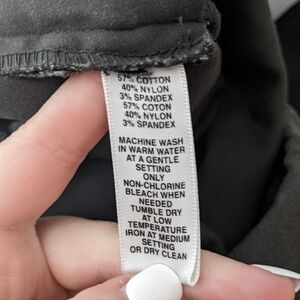 57% COTTON
40% NYLON
3% SPANDEX
57% COTON
40% NYLON
3% SPANDEX
MACHINE WASH
IN WARM WATER
AT A GENTLE
SETTING
ONLY
NON-CHLORINE
BLEACH WHEN
NEEDED
TUMBLE DRY
AT LOW
TEMPERATURE
IRON AT MEDIUM
SETTING
OR DRY CLEAN